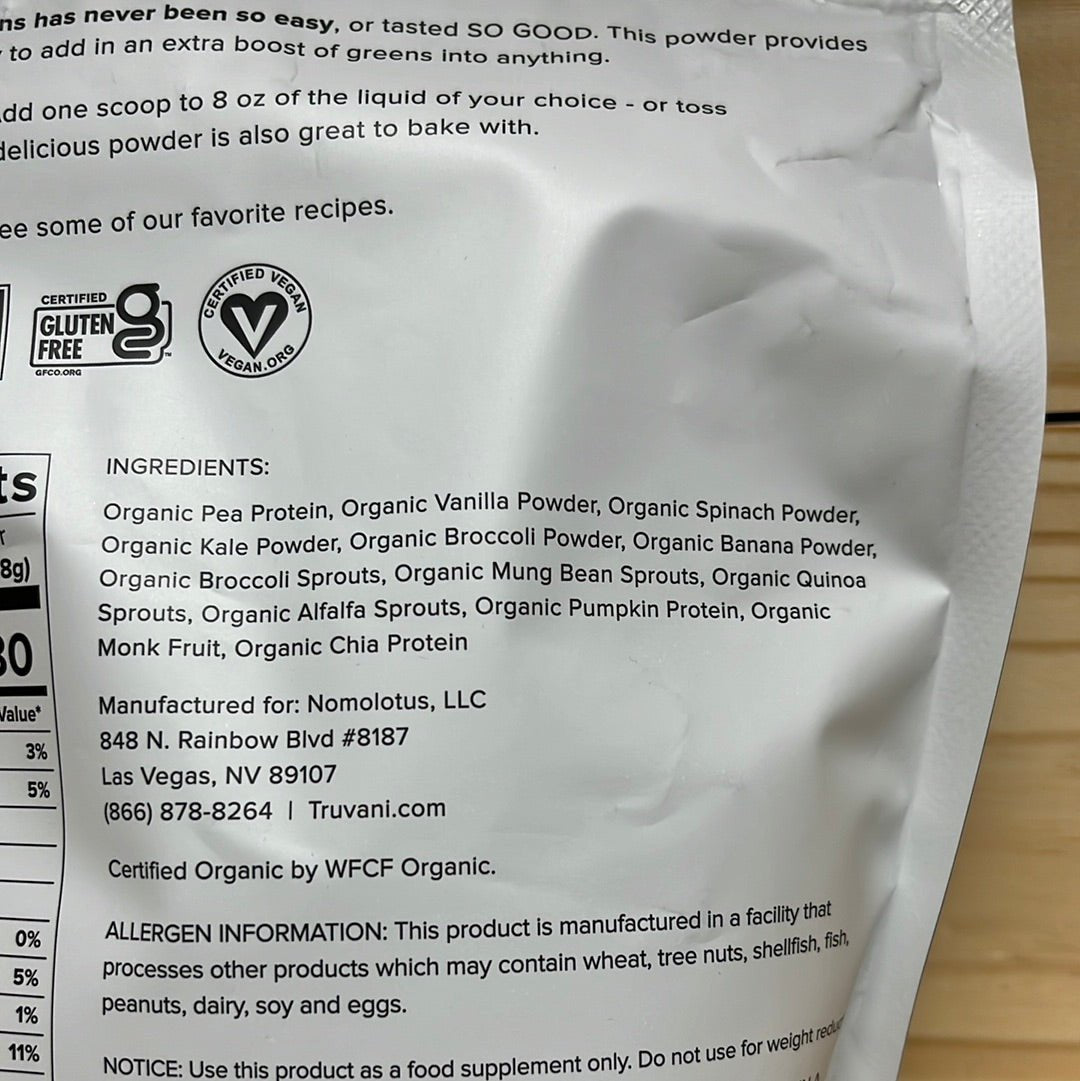 ns has never been so easy, or tasted SO GOOD. This powder provides
to add in an extra boost of greens into anything.
dd one scoop to 8 oz of the liquid of your choice - or toss
delicious powder is also great to bake with.
ee some of our favorite recipes.
CERTIFIED
GLUTEN
FREE
GFCO.ORG
g
TM
CERTIFIED VEGAN
V
VEGAN.ORG
ts
r
8g)
30
Value*
3%
5%
0%
5%
1%
11%
INGREDIENTS:
Organic Pea Protein, Organic Vanilla Powder, Organic Spinach Powder,
Organic Kale Powder, Organic Broccoli Powder, Organic Banana Powder,
Organic Broccoli Sprouts, Organic Mung Bean Sprouts, Organic Quinoa
Sprouts, Organic Alfalfa Sprouts, Organic Pumpkin Protein, Organic
Monk Fruit, Organic Chia Protein
Manufactured for: Nomolotus, LLC
848 N. Rainbow Blvd #8187
Las Vegas, NV 89107
(866) 878-8264 | Truvani.com
Certified Organic by WFCF Organic.
ALLERGEN INFORMATION: This product is manufactured in a facility that
processes other products which may contain wheat, tree nuts, shellfish, fish,
peanuts, dairy, soy and eggs.
NOTICE: Use this product as a food supplement only. Do not use for weight reduc